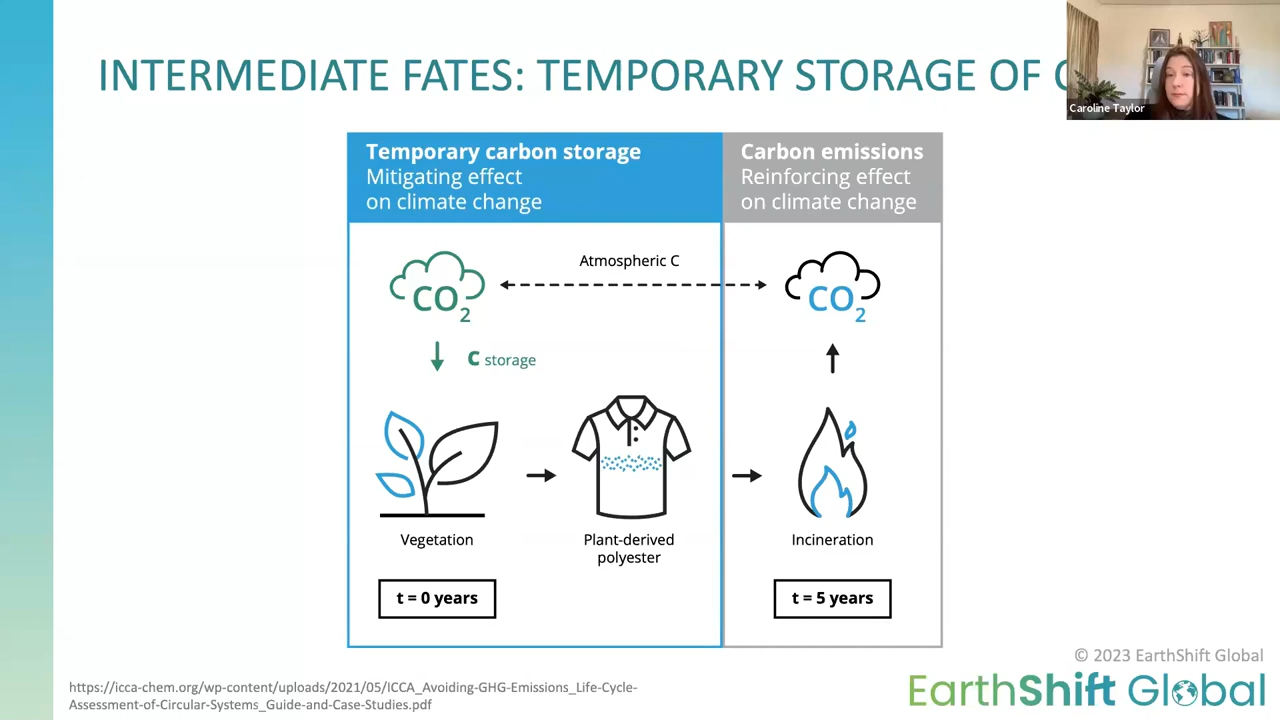 INTERMEDIATE FATES: TEMPORARY STORAGE OF
Caroline Taylor
Temporary carbon storage
Mitigating effect
on climate change
Carbon emissions
Reinforcing effect
on climate change
Atmospheric C
CO2
CO2
C storage
Vegetation
Plant-derived
polyester
Incineration
t = 0 years
t = 5 years
© 2023 EarthShift Global
https://icca-chem.org/wp-content/uploads/2021/05/ICCA_Avoiding-GHG-Emissions_Life-Cycle-
Assessment-of-Circular-Systems_Guide-and-Case-Studies.pdf
EarthShift Global